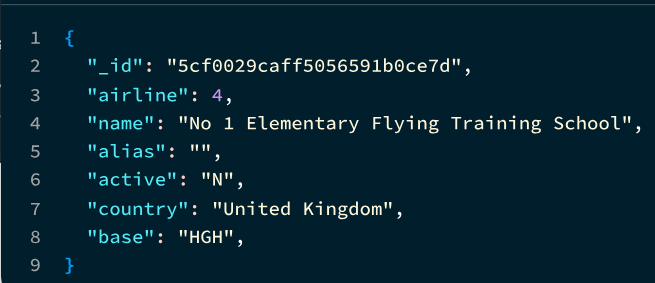 1 {
2 "_id": "5cf0029caff5056591b0ce7d",
3 "airline": 4,
4 "name": "No 1 Elementary Flying Training School",
5 "alias": "",
6 "active": "N",
7 "country": "United Kingdom",
8 "base": "HGH",
9 }